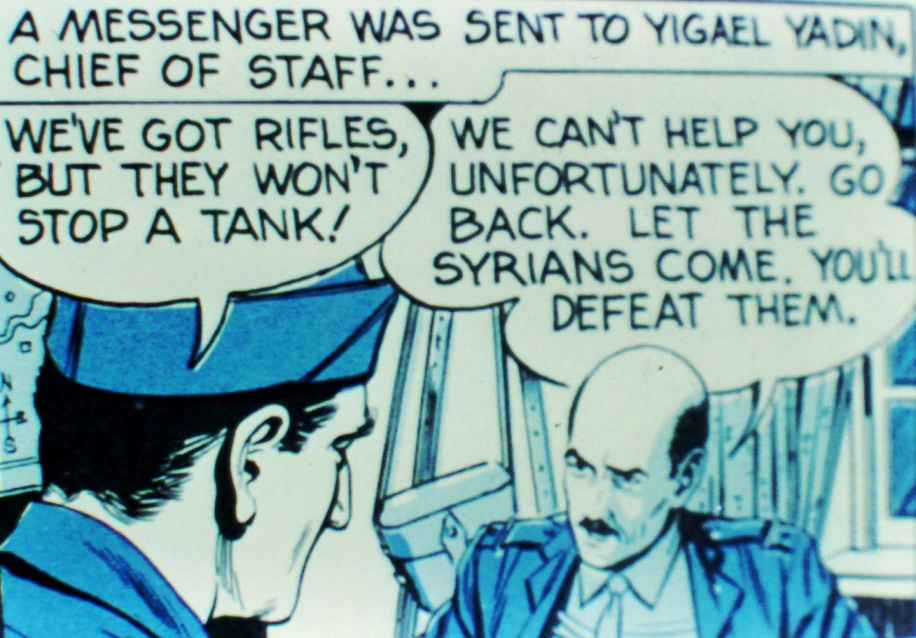 A MESSENGER WAS SENT TO YIGAEL YADIN,
CHIEF OF STAFF...
WE'VE GOT RIFLES,
BUT THEY WON'T
STOP A TANK!
WE CAN'T HELP YOU,
UNFORTUNATELY. GO
BACK. LET THE
SYRIANS COME. YOU'LL
DEFEAT THEM.
N
S